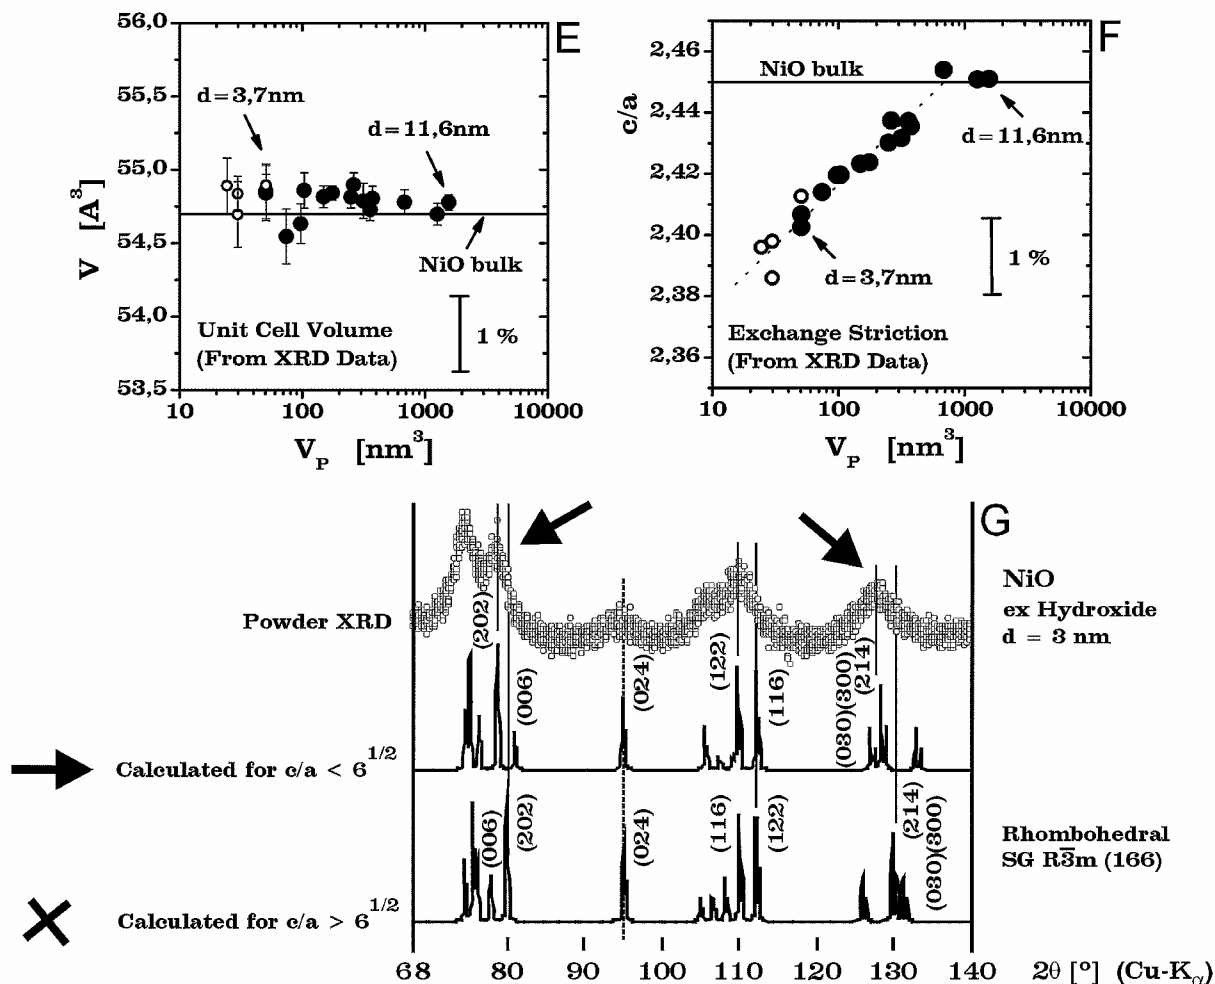 E
56,0
55,5
55,0
54,5
54,0
53,5
V [A³]
d=3,7nm
d=11,6nm
NiO bulk
Unit Cell Volume
(From XRD Data)
1 %
10 100 1000 10000
V_P [nm³]
F
2,46
2,44
2,42
2,40
2,38
2,36
c/a
NiO bulk
d=11,6nm
d=3,7nm
1 %
Exchange Striction
(From XRD Data)
10 100 1000 10000
V_P [nm³]
G
NiO
ex Hydroxide
d = 3 nm
Powder XRD
(202)
(006)
(024)
(122)
(116)
(030)(300)
(214)
Calculated for c/a < 6^1/2
(006)
(202)
(024)
(116)
(122)
(214)
(030)(300)
Rhombohedral
SG R3̅m (166)
Calculated for c/a > 6^1/2
68 80 90 100 110 120 130 140 2θ [°] (Cu-K_α)